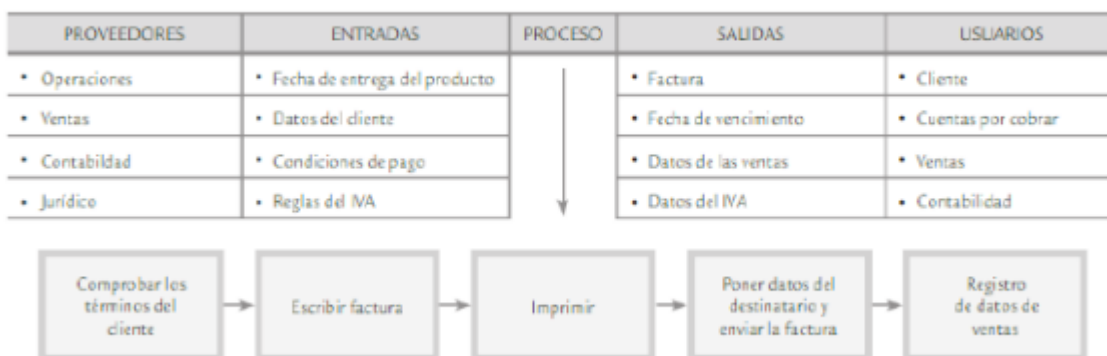 PROVEEDORES ENTRADAS PROCESO SALIDAS USUARIOS
• Operaciones • Fecha de entrega del producto • Factura • Cliente
• Ventas • Datos del cliente • Fecha de vencimiento • Cuentas por cobrar
• Contabildad • Condiciones de pago • Datos de las ventas • Ventas
• Jurídico • Reglas del IVA • Datos del IVA • Contabilidad
Comprobar los
términos del
cliente
Escribir factura
Imprimir
Poner datos del
destinatario y
enviar la factura
Registro
de datos de
ventas